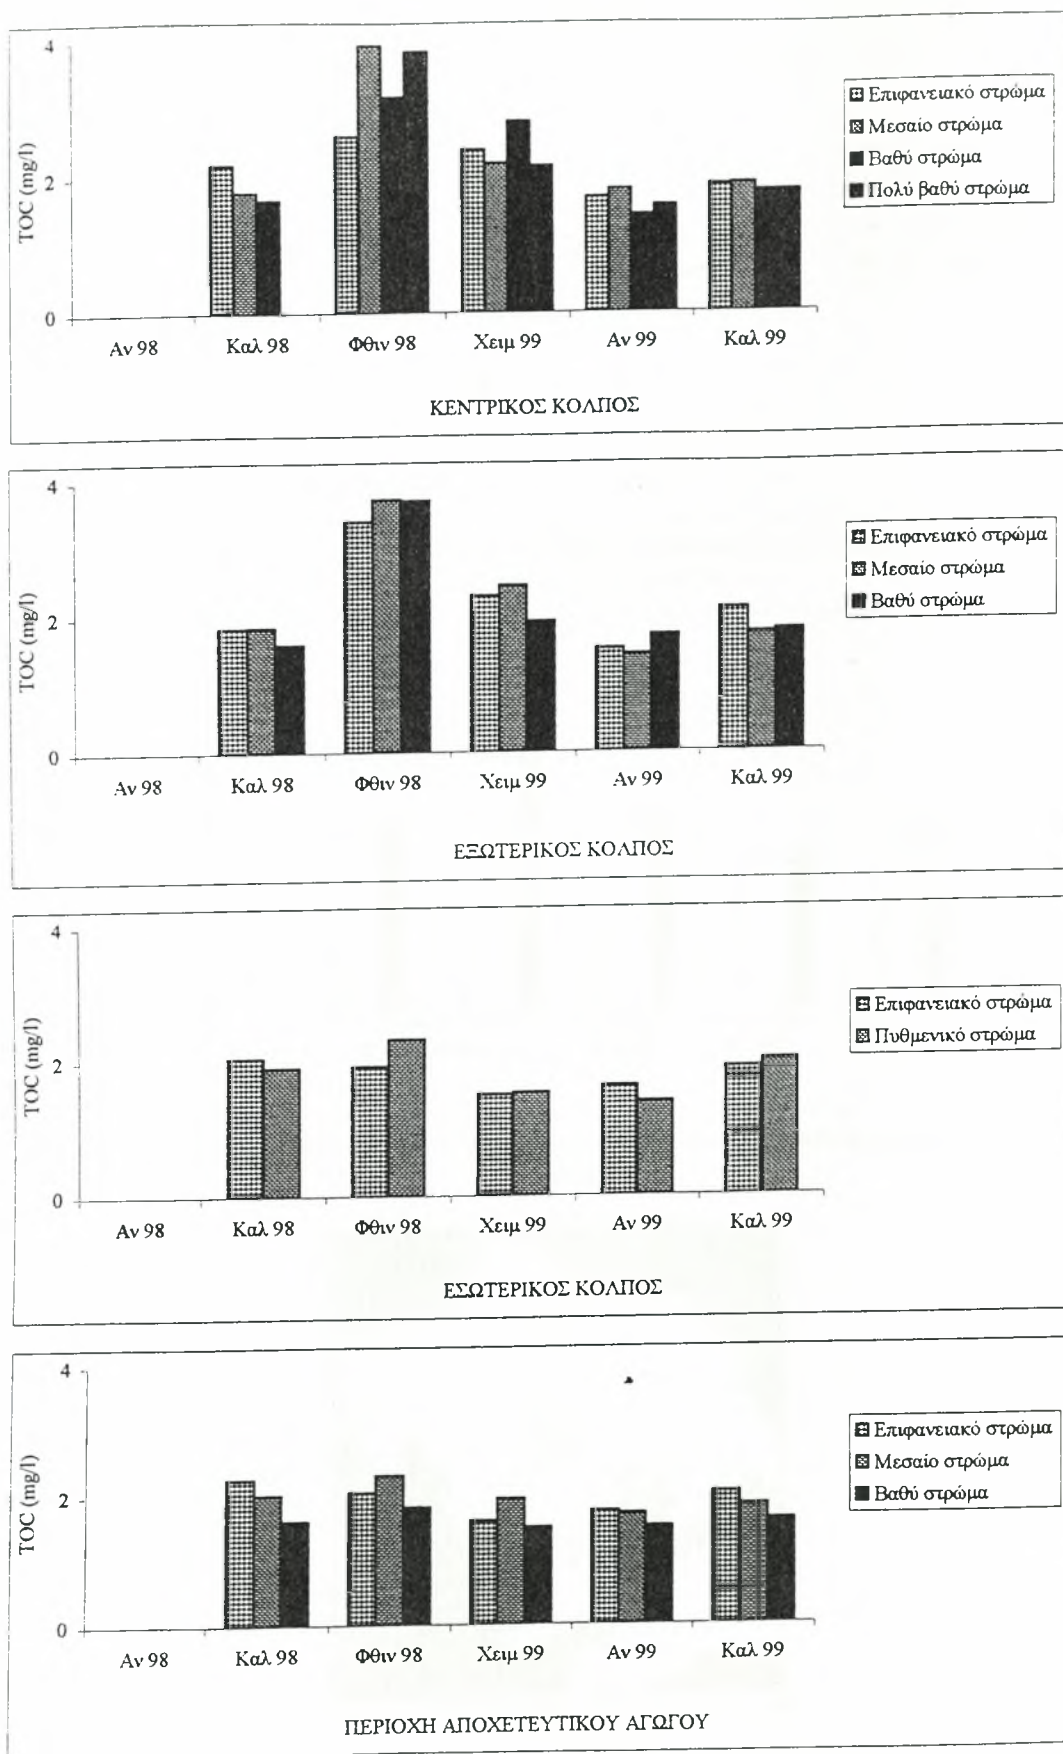 4
TOC (mg/l)
2
0
Αν 98 Καλ 98 Φθιν 98 Χειμ 99 Αν 99 Καλ 99
ΚΕΝΤΡΙΚΟΣ ΚΟΛΠΟΣ
Επιφανειακό στρώμα
Μεσαίο στρώμα
Βαθύ στρώμα
Πολύ βαθύ στρώμα
4
TOC (mg/l)
2
0
Αν 98 Καλ 98 Φθιν 98 Χειμ 99 Αν 99 Καλ 99
ΕΞΩΤΕΡΙΚΟΣ ΚΟΛΠΟΣ
Επιφανειακό στρώμα
Μεσαίο στρώμα
Βαθύ στρώμα
4
TOC (mg/l)
2
0
Αν 98 Καλ 98 Φθιν 98 Χειμ 99 Αν 99 Καλ 99
ΕΣΩΤΕΡΙΚΟΣ ΚΟΛΠΟΣ
Επιφανειακό στρώμα
Πυθμενικό στρώμα
4
TOC (mg/l)
2
0
Αν 98 Καλ 98 Φθιν 98 Χειμ 99 Αν 99 Καλ 99
ΠΕΡΙΟΧΗ ΑΠΟΧΕΤΕΥΤΙΚΟΥ ΑΓΩΓΟΥ
Επιφανειακό στρώμα
Μεσαίο στρώμα
Βαθύ στρώμα